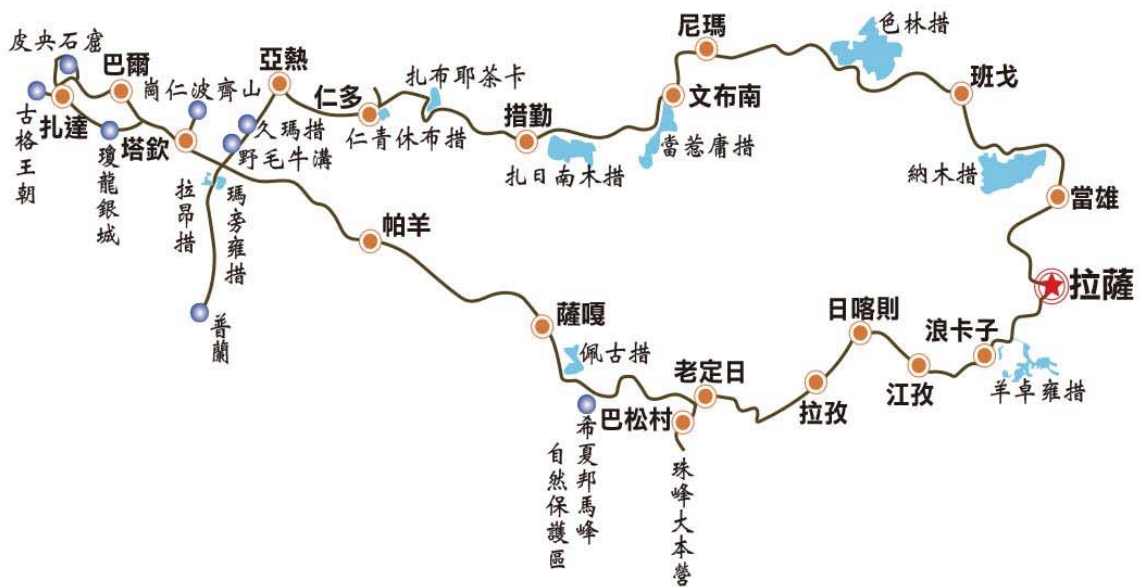 皮央石窟
巴爾
崗仁波齊山
亞熱
仁多
扎布耶茶卡
尼瑪
色林措
班戈
文布南
措勤
當惹庸措
扎日南木措
仁青休布措
久瑪措
野毛牛溝
塔欽
扎達
古格王朝
瓊龍銀城
拉昂措
瑪旁雍措
普蘭
納木措
當雄
拉薩
帕羊
薩嘎
佩古措
日喀則
浪卡子
羊卓雍措
江孜
拉孜
老定日
巴松村
希夏邦馬峰
自然保護區
珠峰大本營